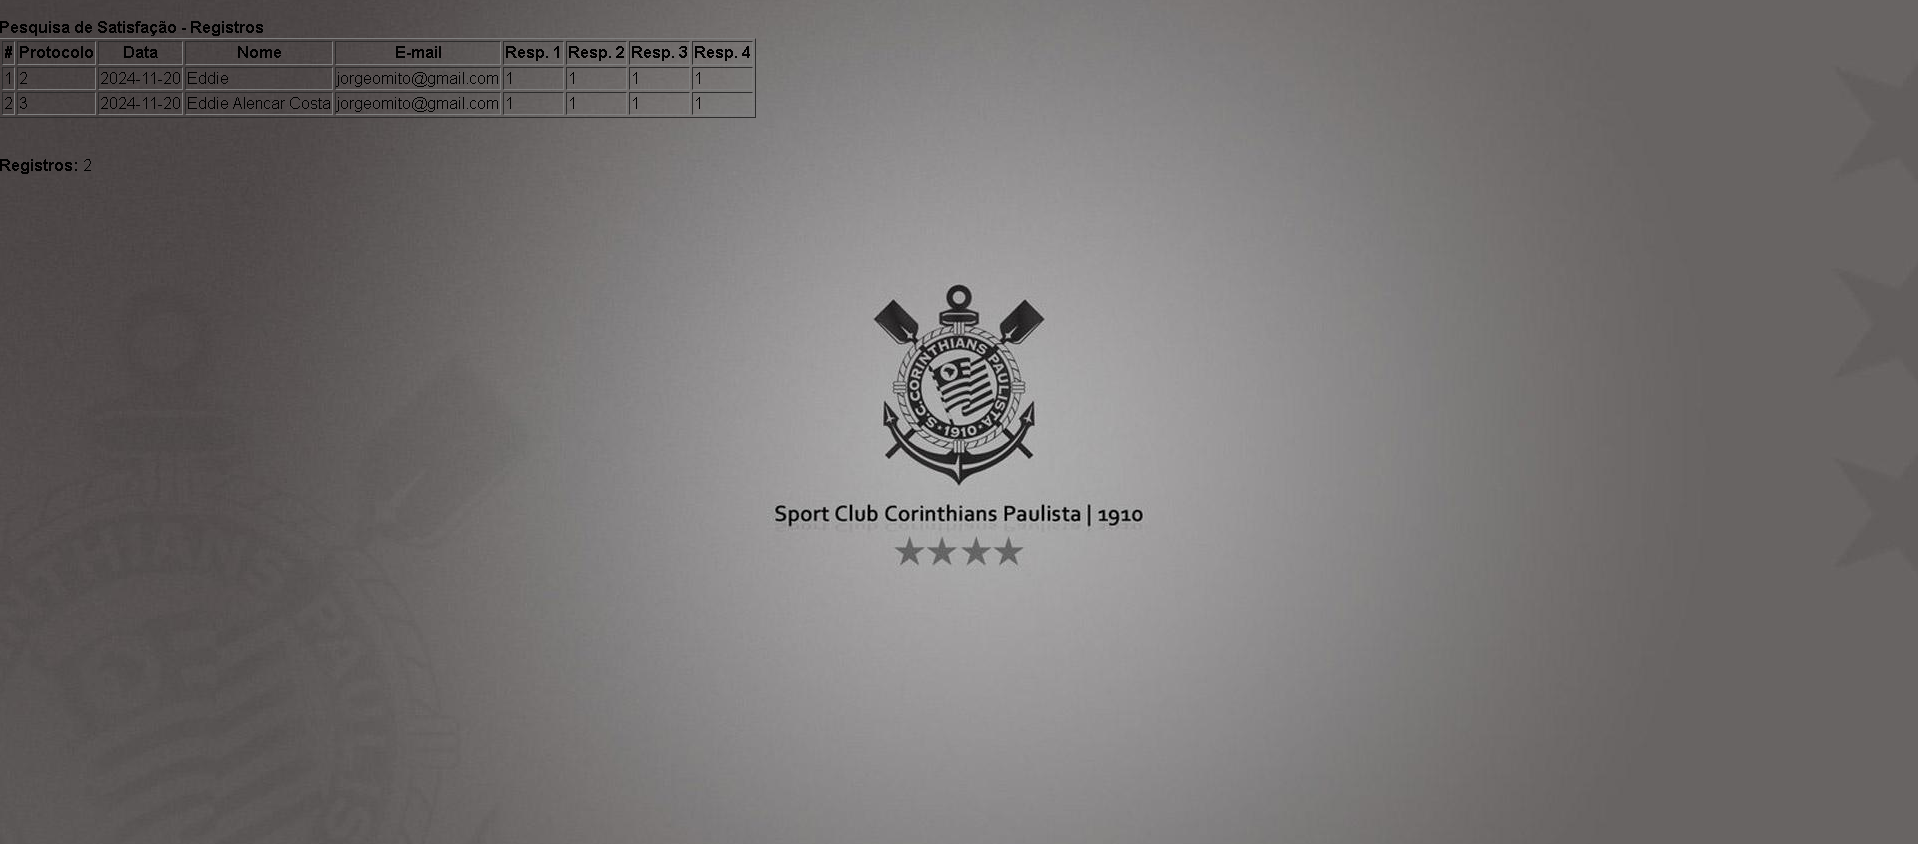 Pesquisa de Satisfação - Registros
# Protocolo Data Nome E-mail Resp. 1 Resp. 2 Resp. 3 Resp. 4
1 2 2024-11-20 Eddie jorgeomito@gmail.com 1 1 1 1
2 3 2024-11-20 Eddie Alencar Costa jorgeomito@gmail.com 1 1 1 1
Registros: 2
S.C. CORINTHIANS PAULISTA
1910
Sport Club Corinthians Paulista | 1910
INTHIANS PAULIS